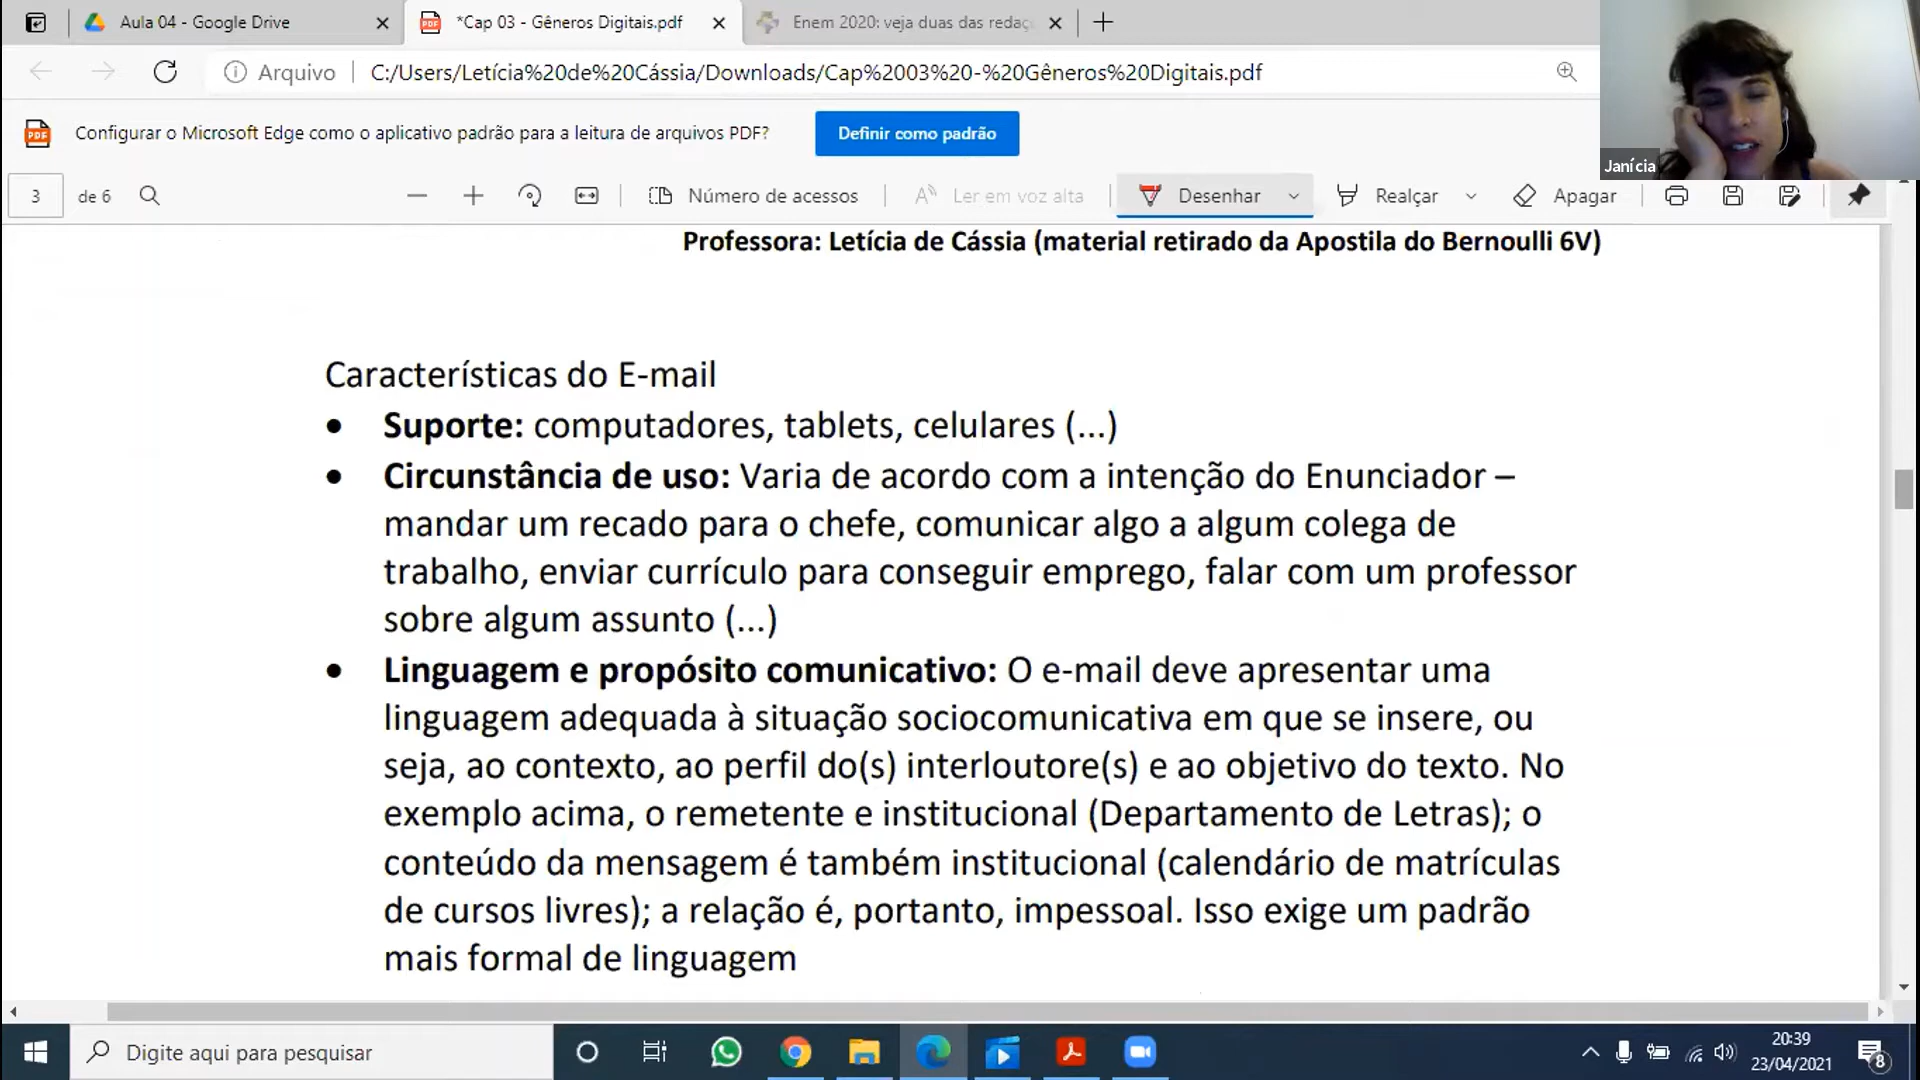 Aula 04 - Google Drive
*Cap 03 - Gêneros Digitais.pdf
Enem 2020: veja duas das redaç
Arquivo
C:/Users/Letícia%20de%20Cássia/Downloads/Cap%2003%20-%20Gêneros%20Digitais.pdf
PDF
Configurar o Microsoft Edge como o aplicativo padrão para a leitura de arquivos PDF?
Definir como padrão
Janícia
3
de 6
Número de acessos
Ler em voz alta
Desenhar
Realçar
Apagar
Professora: Letícia de Cássia (material retirado da Apostila do Bernoulli 6V)
Características do E-mail
• Suporte: computadores, tablets, celulares (...)
• Circunstância de uso: Varia de acordo com a intenção do Enunciador –
mandar um recado para o chefe, comunicar algo a algum colega de
trabalho, enviar currículo para conseguir emprego, falar com um professor
sobre algum assunto (...)
• Linguagem e propósito comunicativo: O e-mail deve apresentar uma
linguagem adequada à situação sociocomunicativa em que se insere, ou
seja, ao contexto, ao perfil do(s) interloutore(s) e ao objetivo do texto. No
exemplo acima, o remetente e institucional (Departamento de Letras); o
conteúdo da mensagem é também institucional (calendário de matrículas
de cursos livres); a relação é, portanto, impessoal. Isso exige um padrão
mais formal de linguagem
Digite aqui para pesquisar
20:39
23/04/2021
8